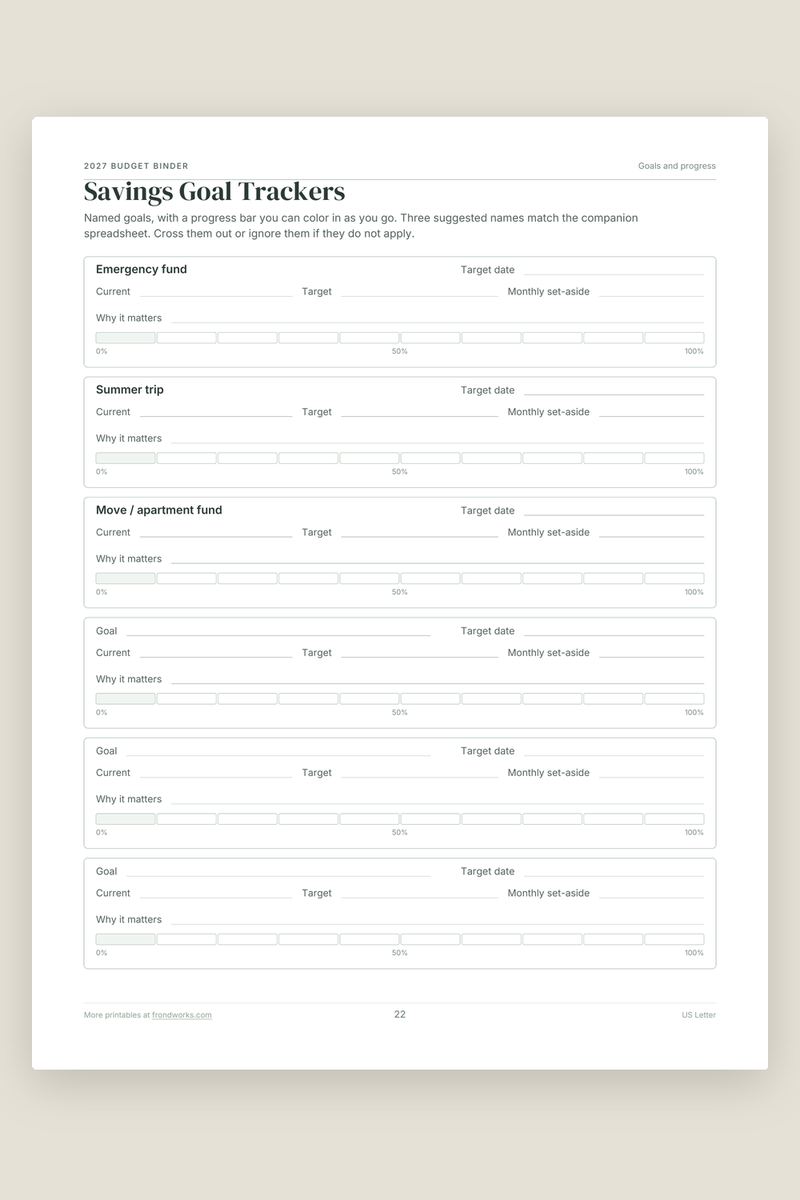 2027 BUDGET BINDER Goals and progress
Savings Goal Trackers
Named goals, with a progress bar you can color in as you go. Three suggested names match the companion
spreadsheet. Cross them out or ignore them if they do not apply.
Emergency fund Target date
Current Target Monthly set-aside
Why it matters
0% 50% 100%
Summer trip Target date
Current Target Monthly set-aside
Why it matters
0% 50% 100%
Move / apartment fund Target date
Current Target Monthly set-aside
Why it matters
0% 50% 100%
Goal Target date
Current Target Monthly set-aside
Why it matters
0% 50% 100%
Goal Target date
Current Target Monthly set-aside
Why it matters
0% 50% 100%
Goal Target date
Current Target Monthly set-aside
Why it matters
0% 50% 100%
More printables at frondworks.com 22 US Letter